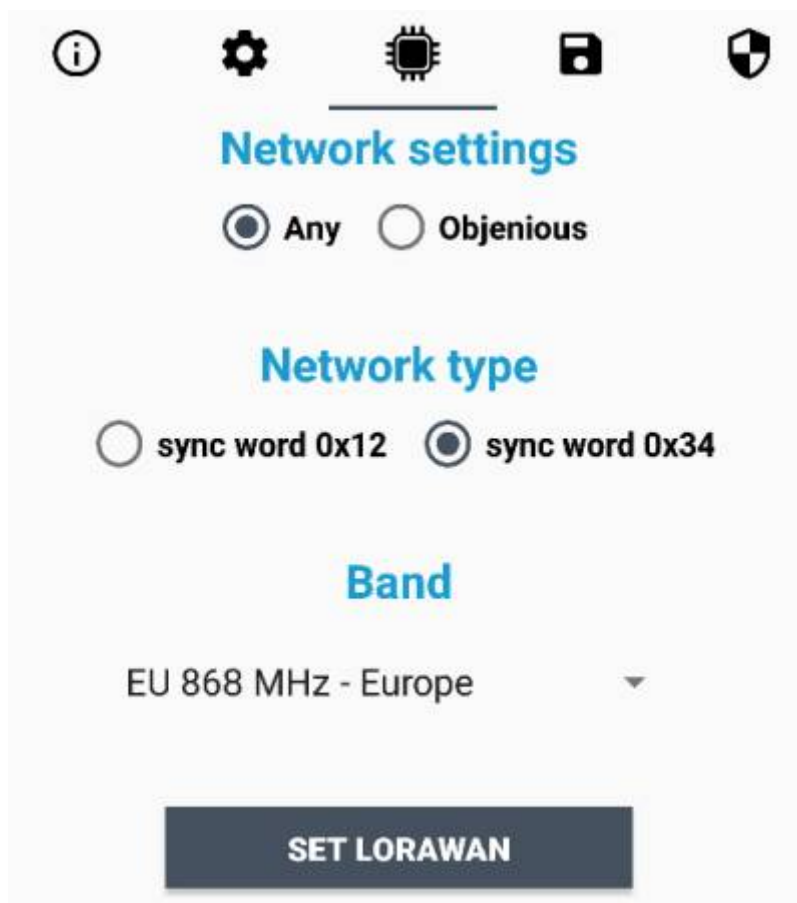 Network settings
Any Objenious
Network type
sync word 0x12 sync word 0x34
Band
EU 868 MHz - Europe
SET LORAWAN